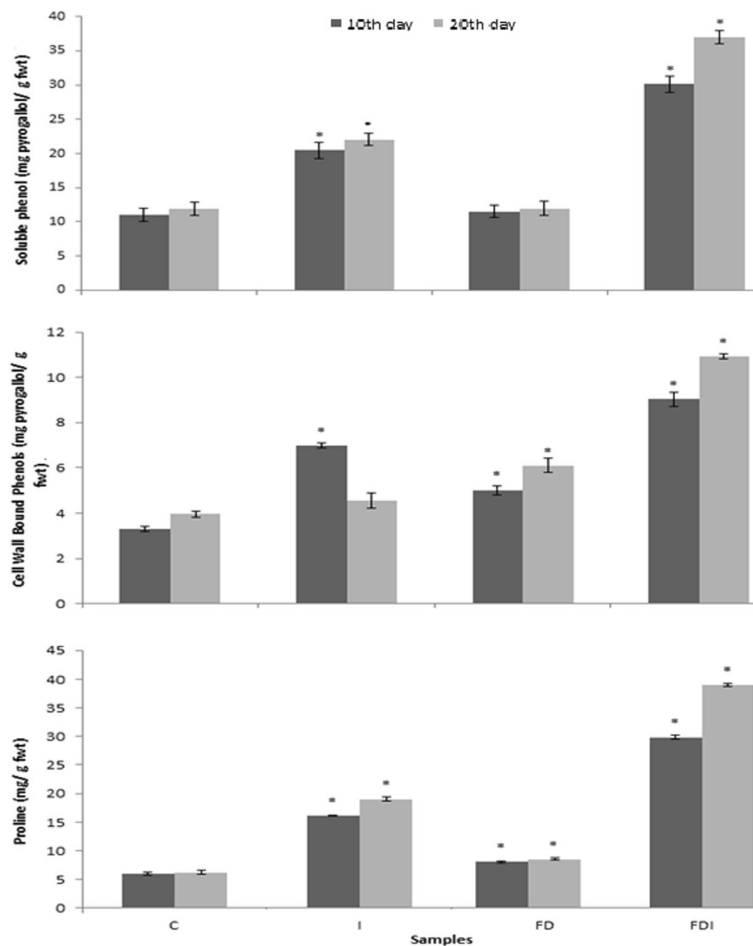 10th day 20th day
Soluble phenol (mg pyrogallol/ g fwt)
40
35
30
25
20
15
10
5
0
* * * *
Cell Wall Bound Phenols (mg pyrogallol/ g
fwt)
12
10
8
6
4
2
0
* * * * *
Proline (mg/ g fwt)
45
40
35
30
25
20
15
10
5
0
* * * * * *
C I FD FDI
Samples